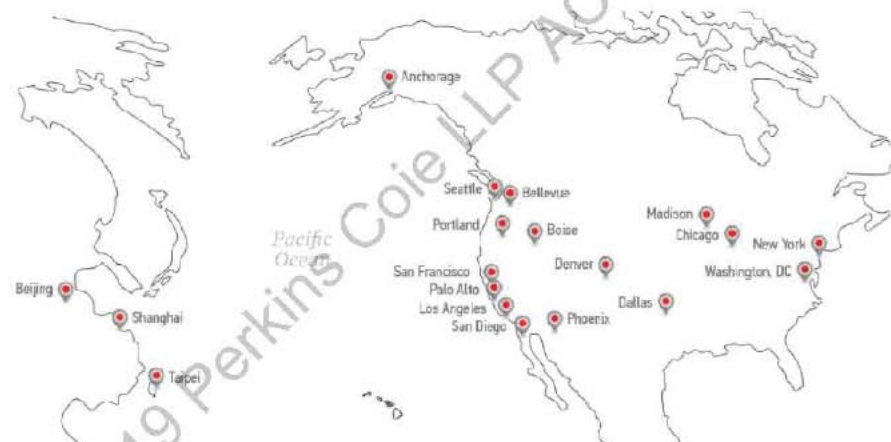 Anchorage
Seattle
Bellevue
Portland
Boise
Madison
Chicago
New York
Pacific
Ocean
San Francisco
Denver
Washington, DC
Beijing
Palo Alto
Los Angeles
Dallas
Shanghai
San Diego
Phoenix
Taipei
19 Perkins Coie LLP